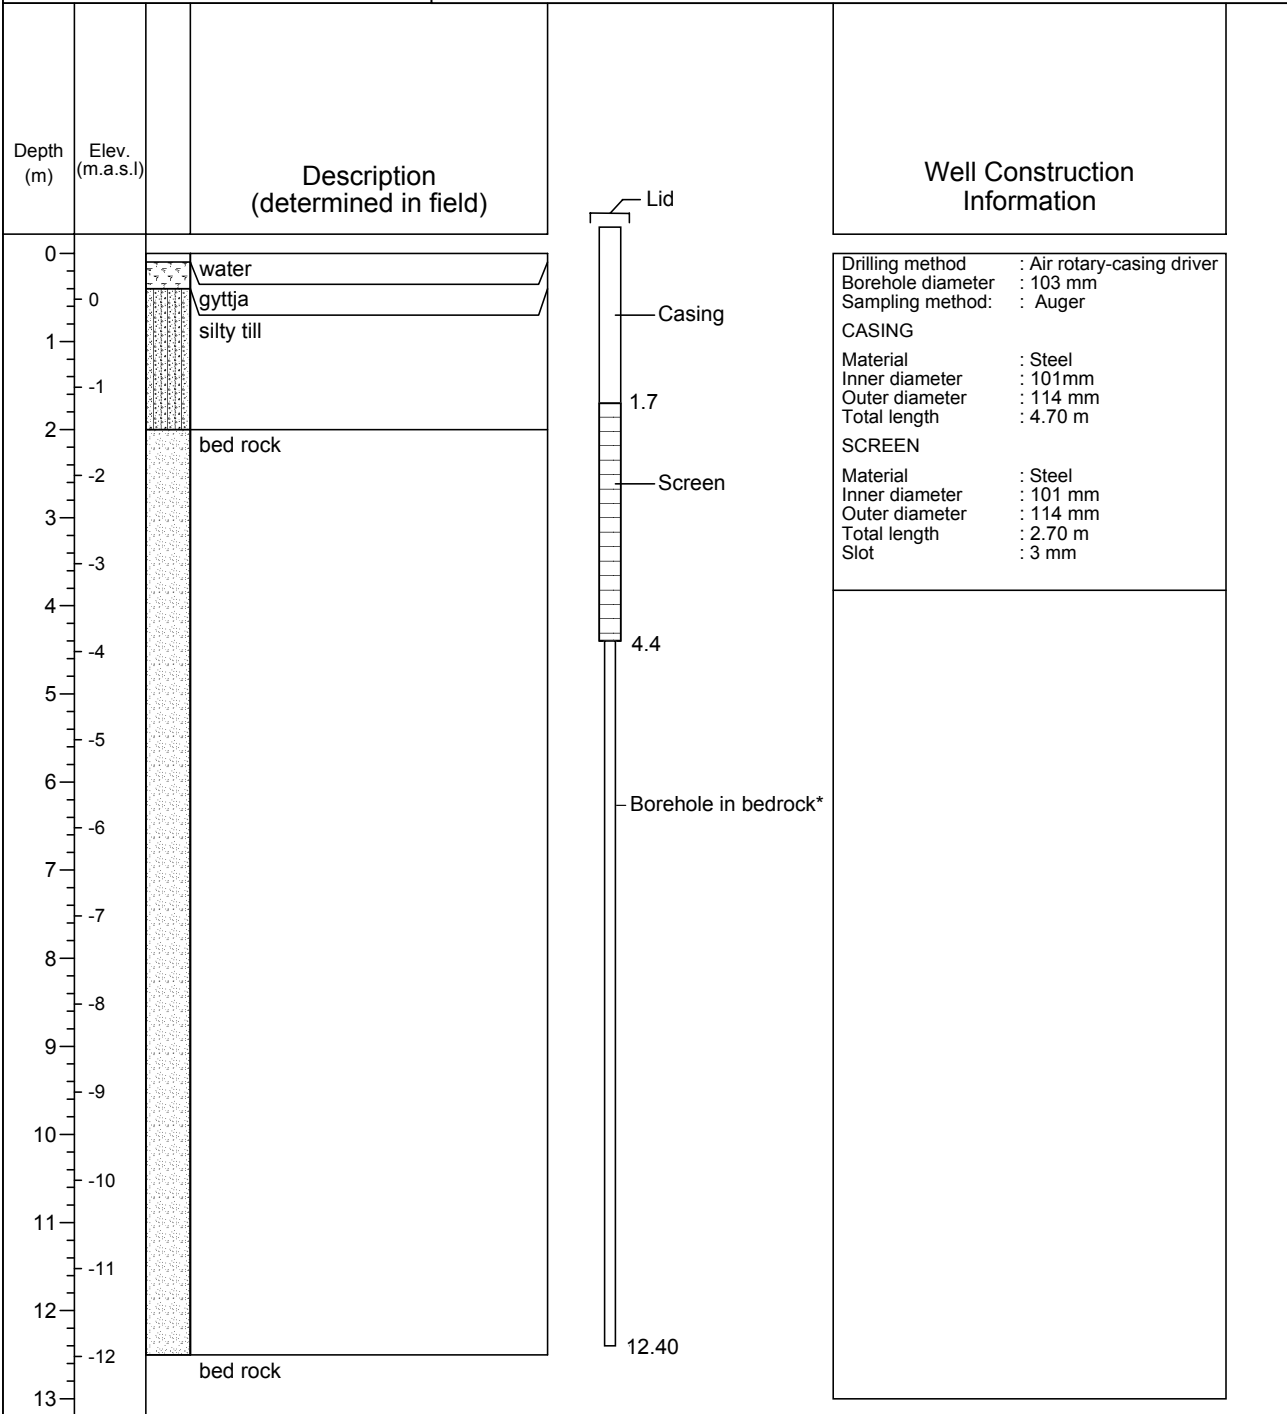 Depth
(m)
Elev.
(m.a.s.l)
Description
(determined in field)
Well Construction
Information
Lid
0
1
2
3
4
5
6
7
8
9
10
11
12
13
0
-1
-2
-3
-4
-5
-6
-7
-8
-9
-10
-11
-12
water
gyttja
silty till
bed rock
bed rock
Casing
1.7
Screen
4.4
Borehole in bedrock*
12.40
Drilling method : Air rotary-casing driver
Borehole diameter : 103 mm
Sampling method: : Auger
CASING
Material : Steel
Inner diameter : 101mm
Outer diameter : 114 mm
Total length : 4.70 m
SCREEN
Material : Steel
Inner diameter : 101 mm
Outer diameter : 114 mm
Total length : 2.70 m
Slot : 3 mm